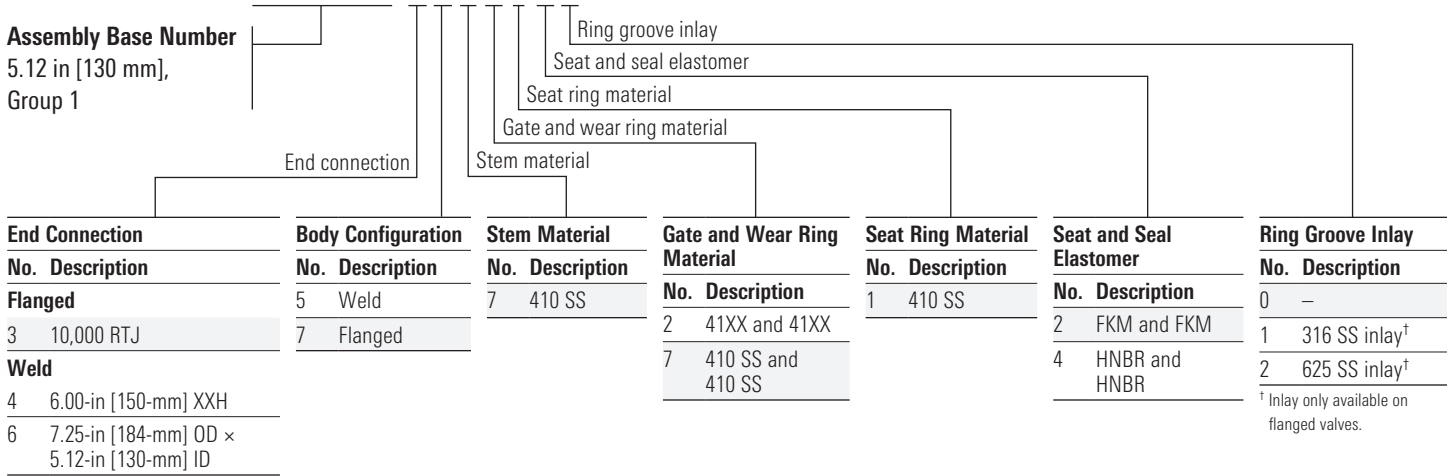 Assembly Base Number
5.12 in [130 mm],
Group 1
Ring groove inlay
Seat and seal elastomer
Seat ring material
Gate and wear ring material
End connection
Stem material
End Connection
No. Description
Flanged
3 10,000 RTJ
Weld
4 6.00-in [150-mm] XXH
6 7.25-in [184-mm] OD ×
5.12-in [130-mm] ID
Body Configuration
No. Description
5 Weld
7 Flanged
Stem Material
No. Description
7 410 SS
Gate and Wear Ring
Material
No. Description
2 41XX and 41XX
7 410 SS and
410 SS
Seat Ring Material
No. Description
1 410 SS
Seat and Seal
Elastomer
No. Description
2 FKM and FKM
4 HNBR and
HNBR
Ring Groove Inlay
No. Description
0 –
1 316 SS inlay†
2 625 SS inlay†
† Inlay only available on
flanged valves.